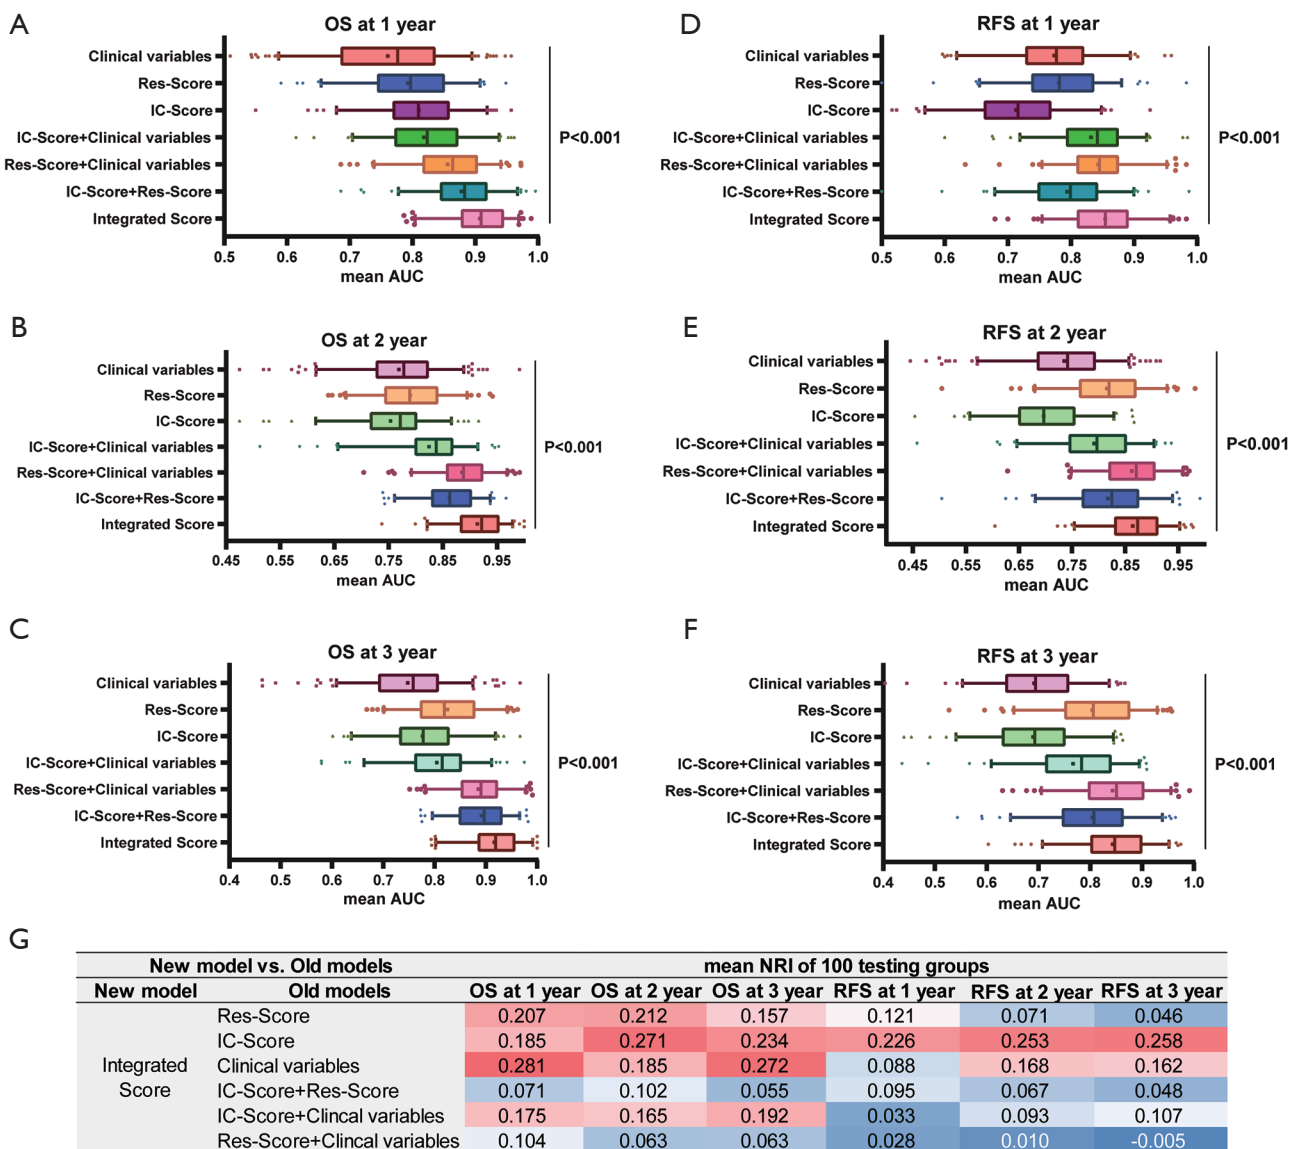 A
OS at 1 year
Clinical variables
Res-Score
IC-Score
IC-Score+Clinical variables
Res-Score+Clinical variables
IC-Score+Res-Score
Integrated Score
P<0.001
0.5 0.6 0.7 0.8 0.9 1.0
mean AUC
D
RFS at 1 year
Clinical variables
Res-Score
IC-Score
IC-Score+Clinical variables
Res-Score+Clinical variables
IC-Score+Res-Score
Integrated Score
P<0.001
0.5 0.6 0.7 0.8 0.9 1.0
mean AUC
B
OS at 2 year
Clinical variables
Res-Score
IC-Score
IC-Score+Clinical variables
Res-Score+Clinical variables
IC-Score+Res-Score
Integrated Score
P<0.001
0.45 0.55 0.65 0.75 0.85 0.95
mean AUC
E
RFS at 2 year
Clinical variables
Res-Score
IC-Score
IC-Score+Clinical variables
Res-Score+Clinical variables
IC-Score+Res-Score
Integrated Score
P<0.001
0.45 0.55 0.65 0.75 0.85 0.95
mean AUC
C
OS at 3 year
Clinical variables
Res-Score
IC-Score
IC-Score+Clinical variables
Res-Score+Clinical variables
IC-Score+Res-Score
Integrated Score
P<0.001
0.4 0.5 0.6 0.7 0.8 0.9 1.0
mean AUC
F
RFS at 3 year
Clinical variables
Res-Score
IC-Score
IC-Score+Clinical variables
Res-Score+Clinical variables
IC-Score+Res-Score
Integrated Score
P<0.001
0.4 0.5 0.6 0.7 0.8 0.9 1.0
mean AUC
G
New model vs. Old models mean NRI of 100 testing groups
New model Old models OS at 1 year OS at 2 year OS at 3 year RFS at 1 year RFS at 2 year RFS at 3 year
Integrated Score
Res-Score 0.207 0.212 0.157 0.121 0.071 0.046
IC-Score 0.185 0.271 0.234 0.226 0.253 0.258
Clinical variables 0.281 0.185 0.272 0.088 0.168 0.162
IC-Score+Res-Score 0.071 0.102 0.055 0.095 0.067 0.048
IC-Score+Clincal variables 0.175 0.165 0.192 0.033 0.093 0.107
Res-Score+Clincal variables 0.104 0.063 0.063 0.028 0.010 -0.005